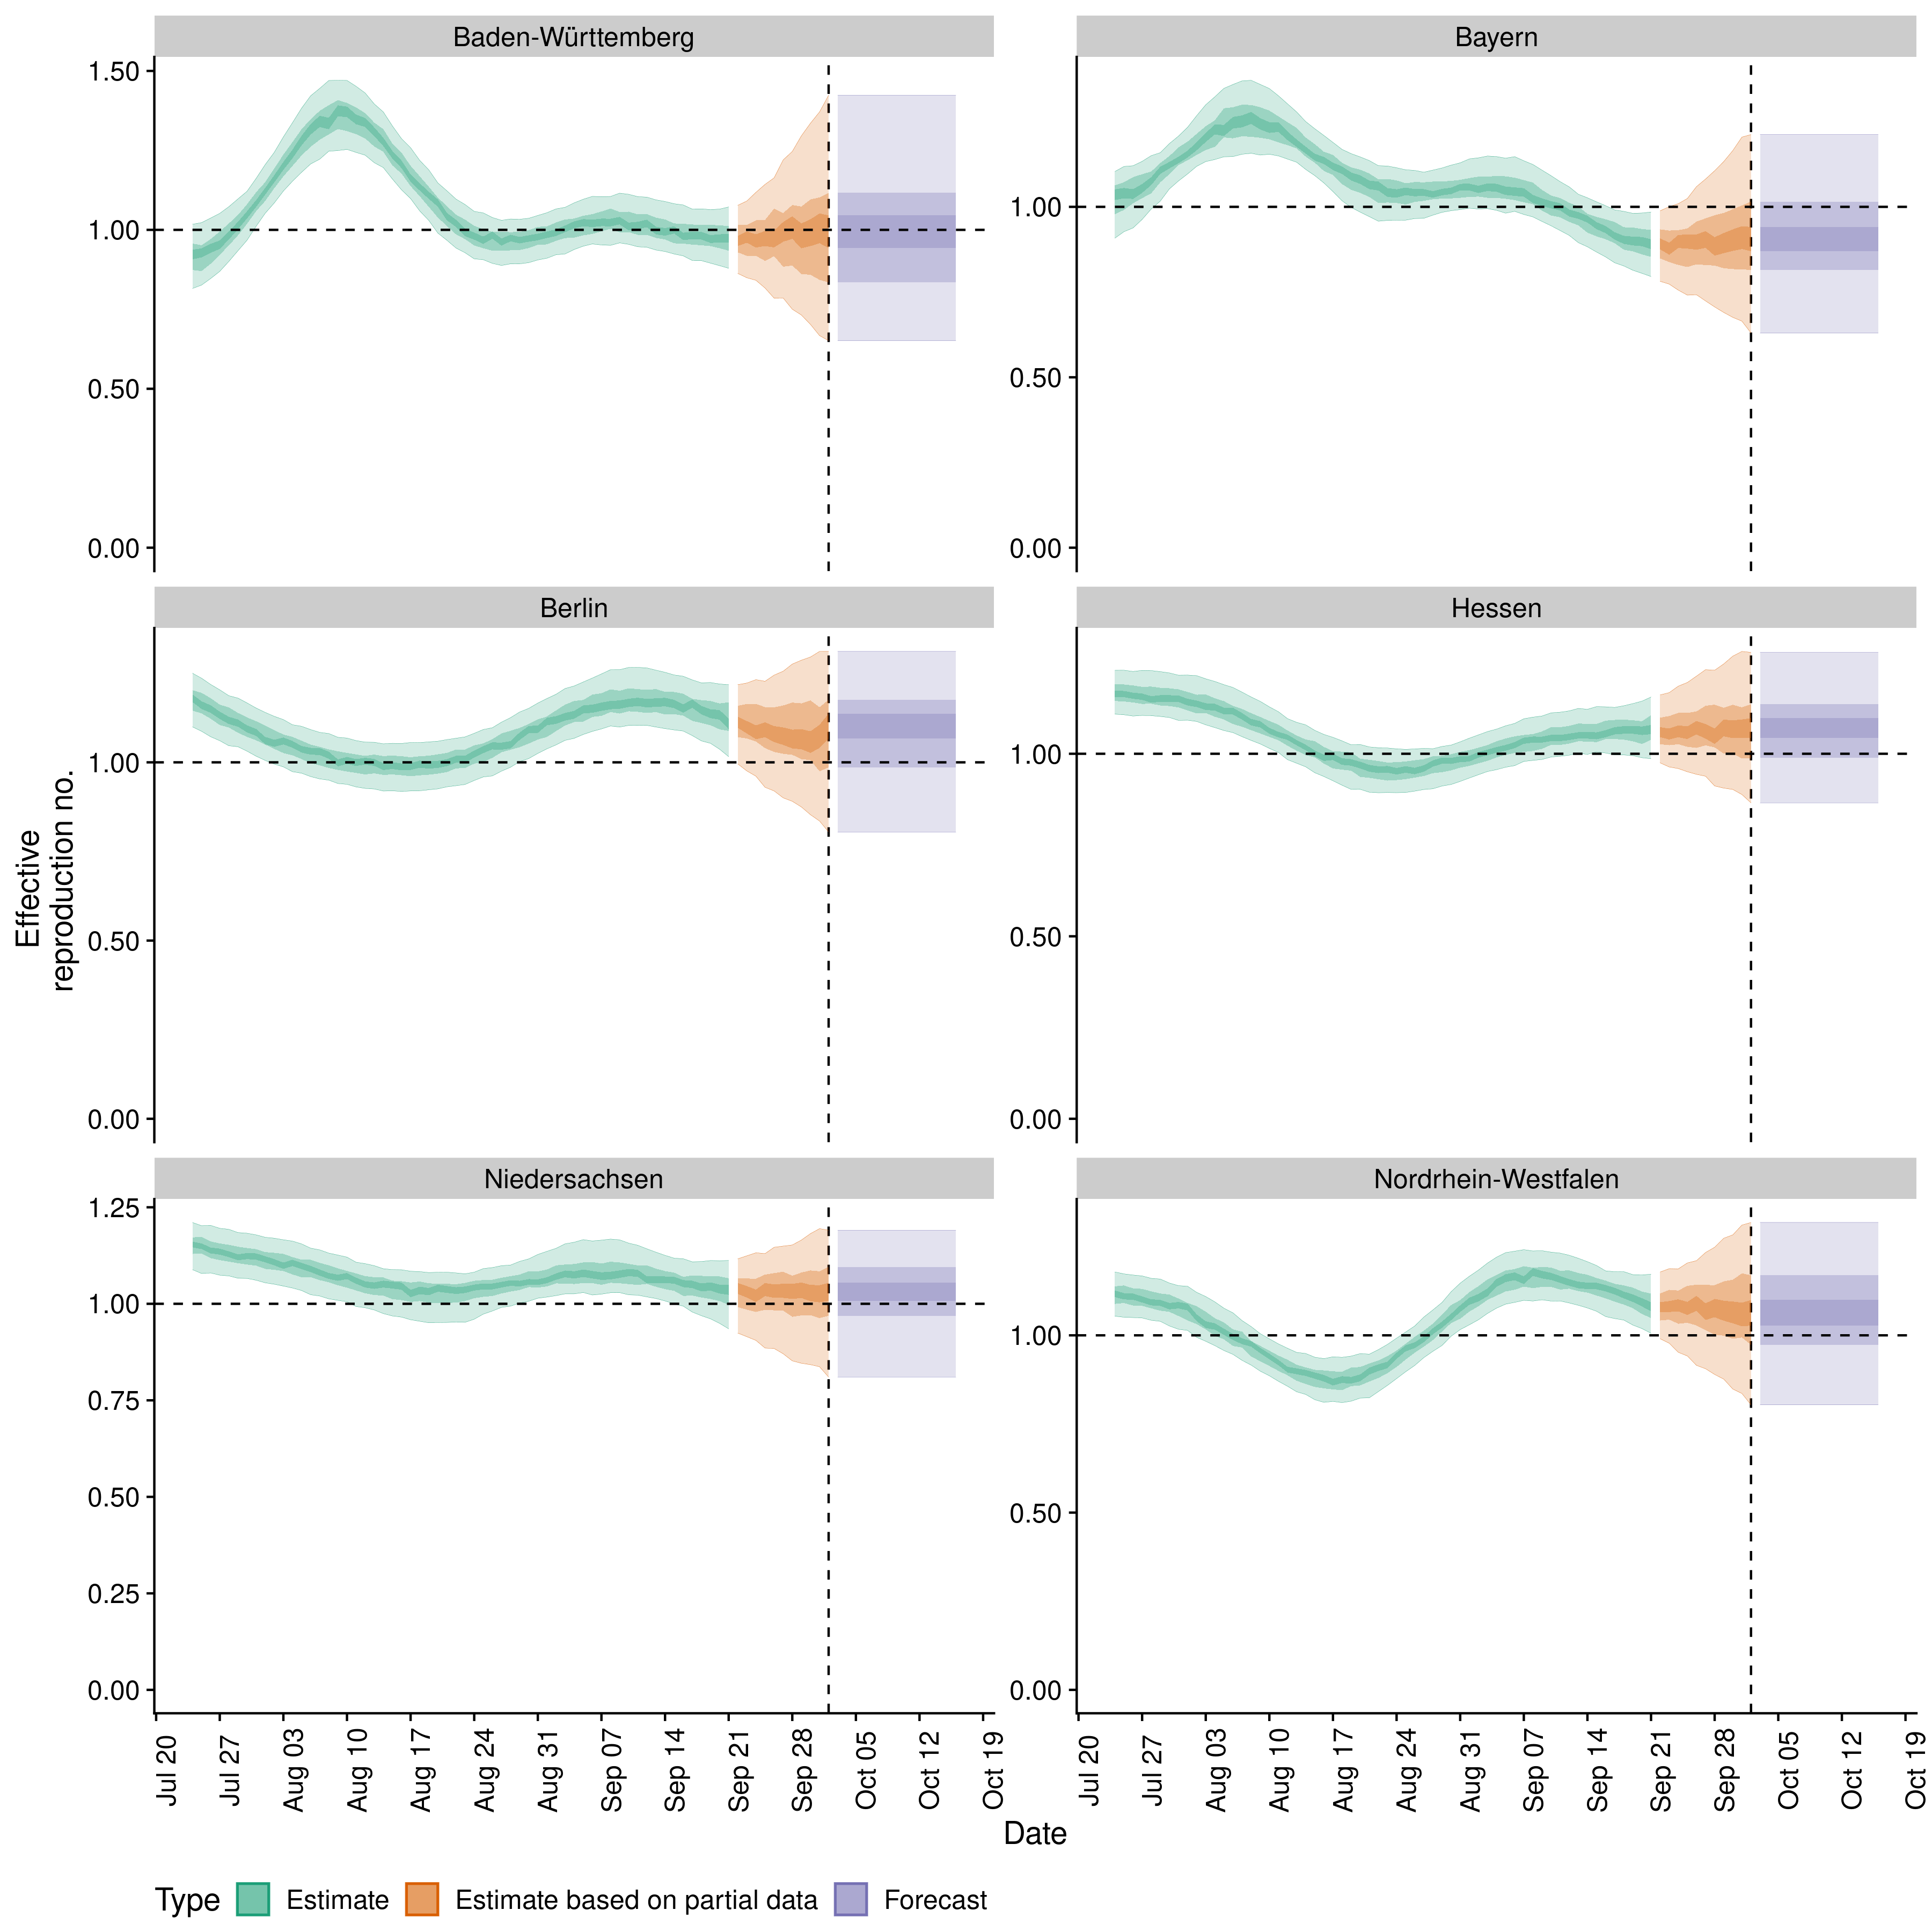 Baden-Württemberg
Bayern
1.50
1.00
0.50
0.00
1.00
0.50
0.00
Berlin
Hessen
1.00
0.50
0.00
1.00
0.50
0.00
Niedersachsen
Nordrhein-Westfalen
1.25
1.00
0.75
0.50
0.25
0.00
1.00
0.50
0.00
Effective
reproduction no.
Jul 20
Jul 27
Aug 03
Aug 10
Aug 17
Aug 24
Aug 31
Sep 07
Sep 14
Sep 21
Sep 28
Oct 05
Oct 12
Oct 19
Jul 20
Jul 27
Aug 03
Aug 10
Aug 17
Aug 24
Aug 31
Sep 07
Sep 14
Sep 21
Sep 28
Oct 05
Oct 12
Oct 19
Date
Type Estimate Estimate based on partial data Forecast